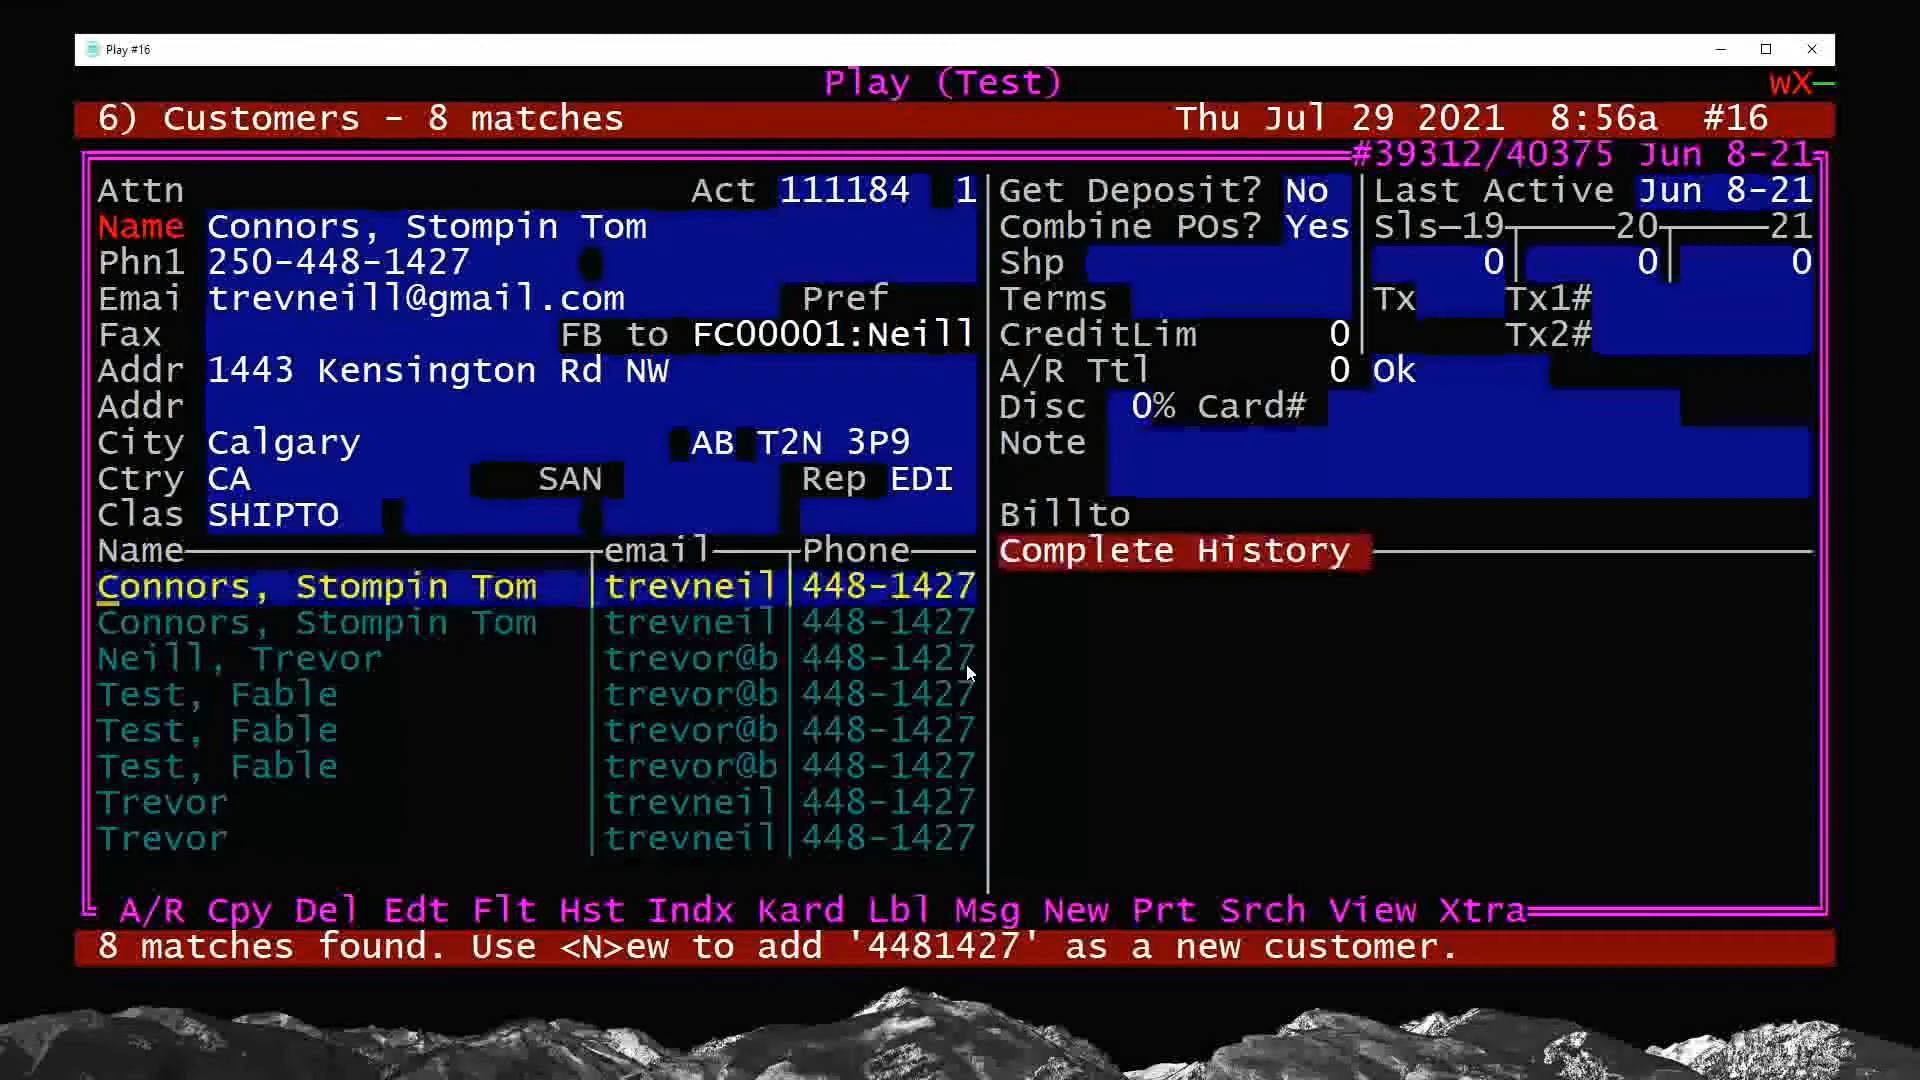 Play #16
Play (Test)
wX
6) Customers - 8 matches Thu Jul 29 2021 8:56a #16
#39312/40375 Jun 8-21
Attn Act 111184 1 Get Deposit? No Last Active Jun 8-21
Name Connors, Stompin Tom Combine POs? Yes Sls 19 20 21
Phn1 250-448-1427 Shp 0 0 0
Emai trevneill@gmail.com Pref Terms Tx Tx1#
Fax FB to FC00001:Neill CreditLim 0 Tx2#
Addr 1443 Kensington Rd NW A/R Ttl 0 Ok
Addr Disc 0% Card#
City Calgary AB T2N 3P9 Note
Ctry CA SAN Rep EDI
Clas SHIPTO Billto
Name email Phone Complete History
Connors, Stompin Tom trevneil 448-1427
Connors, Stompin Tom trevneil 448-1427
Neill, Trevor trevor@b 448-1427
Test, Fable trevor@b 448-1427
Test, Fable trevor@b 448-1427
Test, Fable trevor@b 448-1427
Trevor trevneil 448-1427
Trevor trevneil 448-1427
A/R Cpy Del Edt Flt Hst Indx Kard Lbl Msg New Prt Srch View Xtra
8 matches found. Use <N>ew to add '4481427' as a new customer.